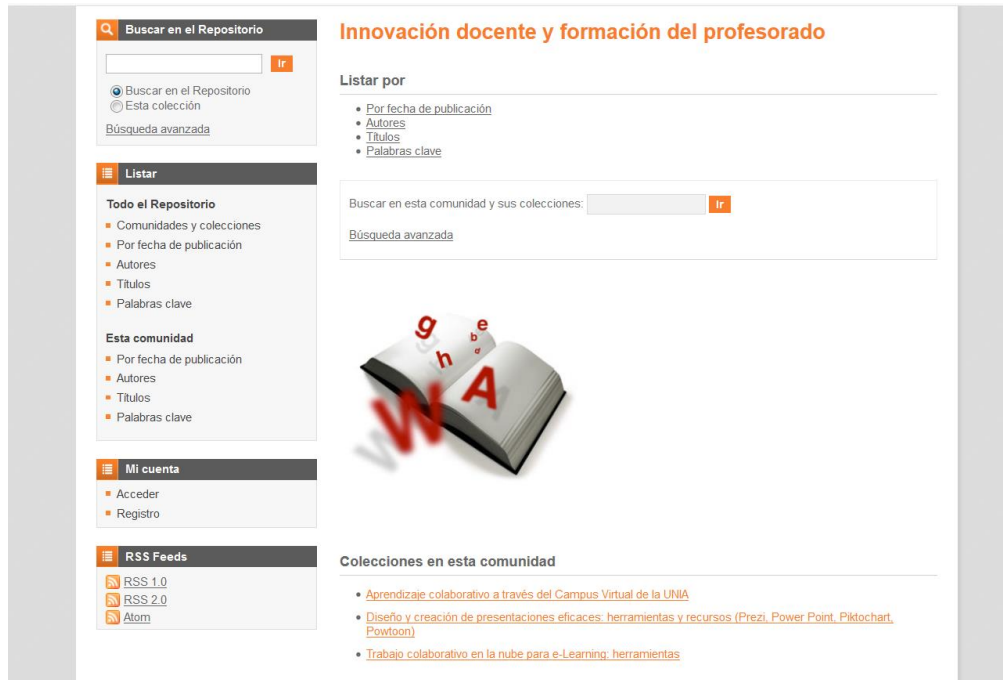 Buscar en el Repositorio
Ir
Buscar en el Repositorio
Esta colección
Búsqueda avanzada
Listar
Todo el Repositorio
Comunidades y colecciones
Por fecha de publicación
Autores
Títulos
Palabras clave
Esta comunidad
Por fecha de publicación
Autores
Títulos
Palabras clave
Mi cuenta
Acceder
Registro
RSS Feeds
RSS 1.0
RSS 2.0
Atom
Innovación docente y formación del profesorado
Listar por
Por fecha de publicación
Autores
Títulos
Palabras clave
Buscar en esta comunidad y sus colecciones: Ir
Búsqueda avanzada
g e
b
h d
W A
Colecciones en esta comunidad
Aprendizaje colaborativo a través del Campus Virtual de la UNIA
Diseño y creación de presentaciones eficaces: herramientas y recursos (Prezi, Power Point, Piktochart,
Powtoon)
Trabajo colaborativo en la nube para e-Learning: herramientas